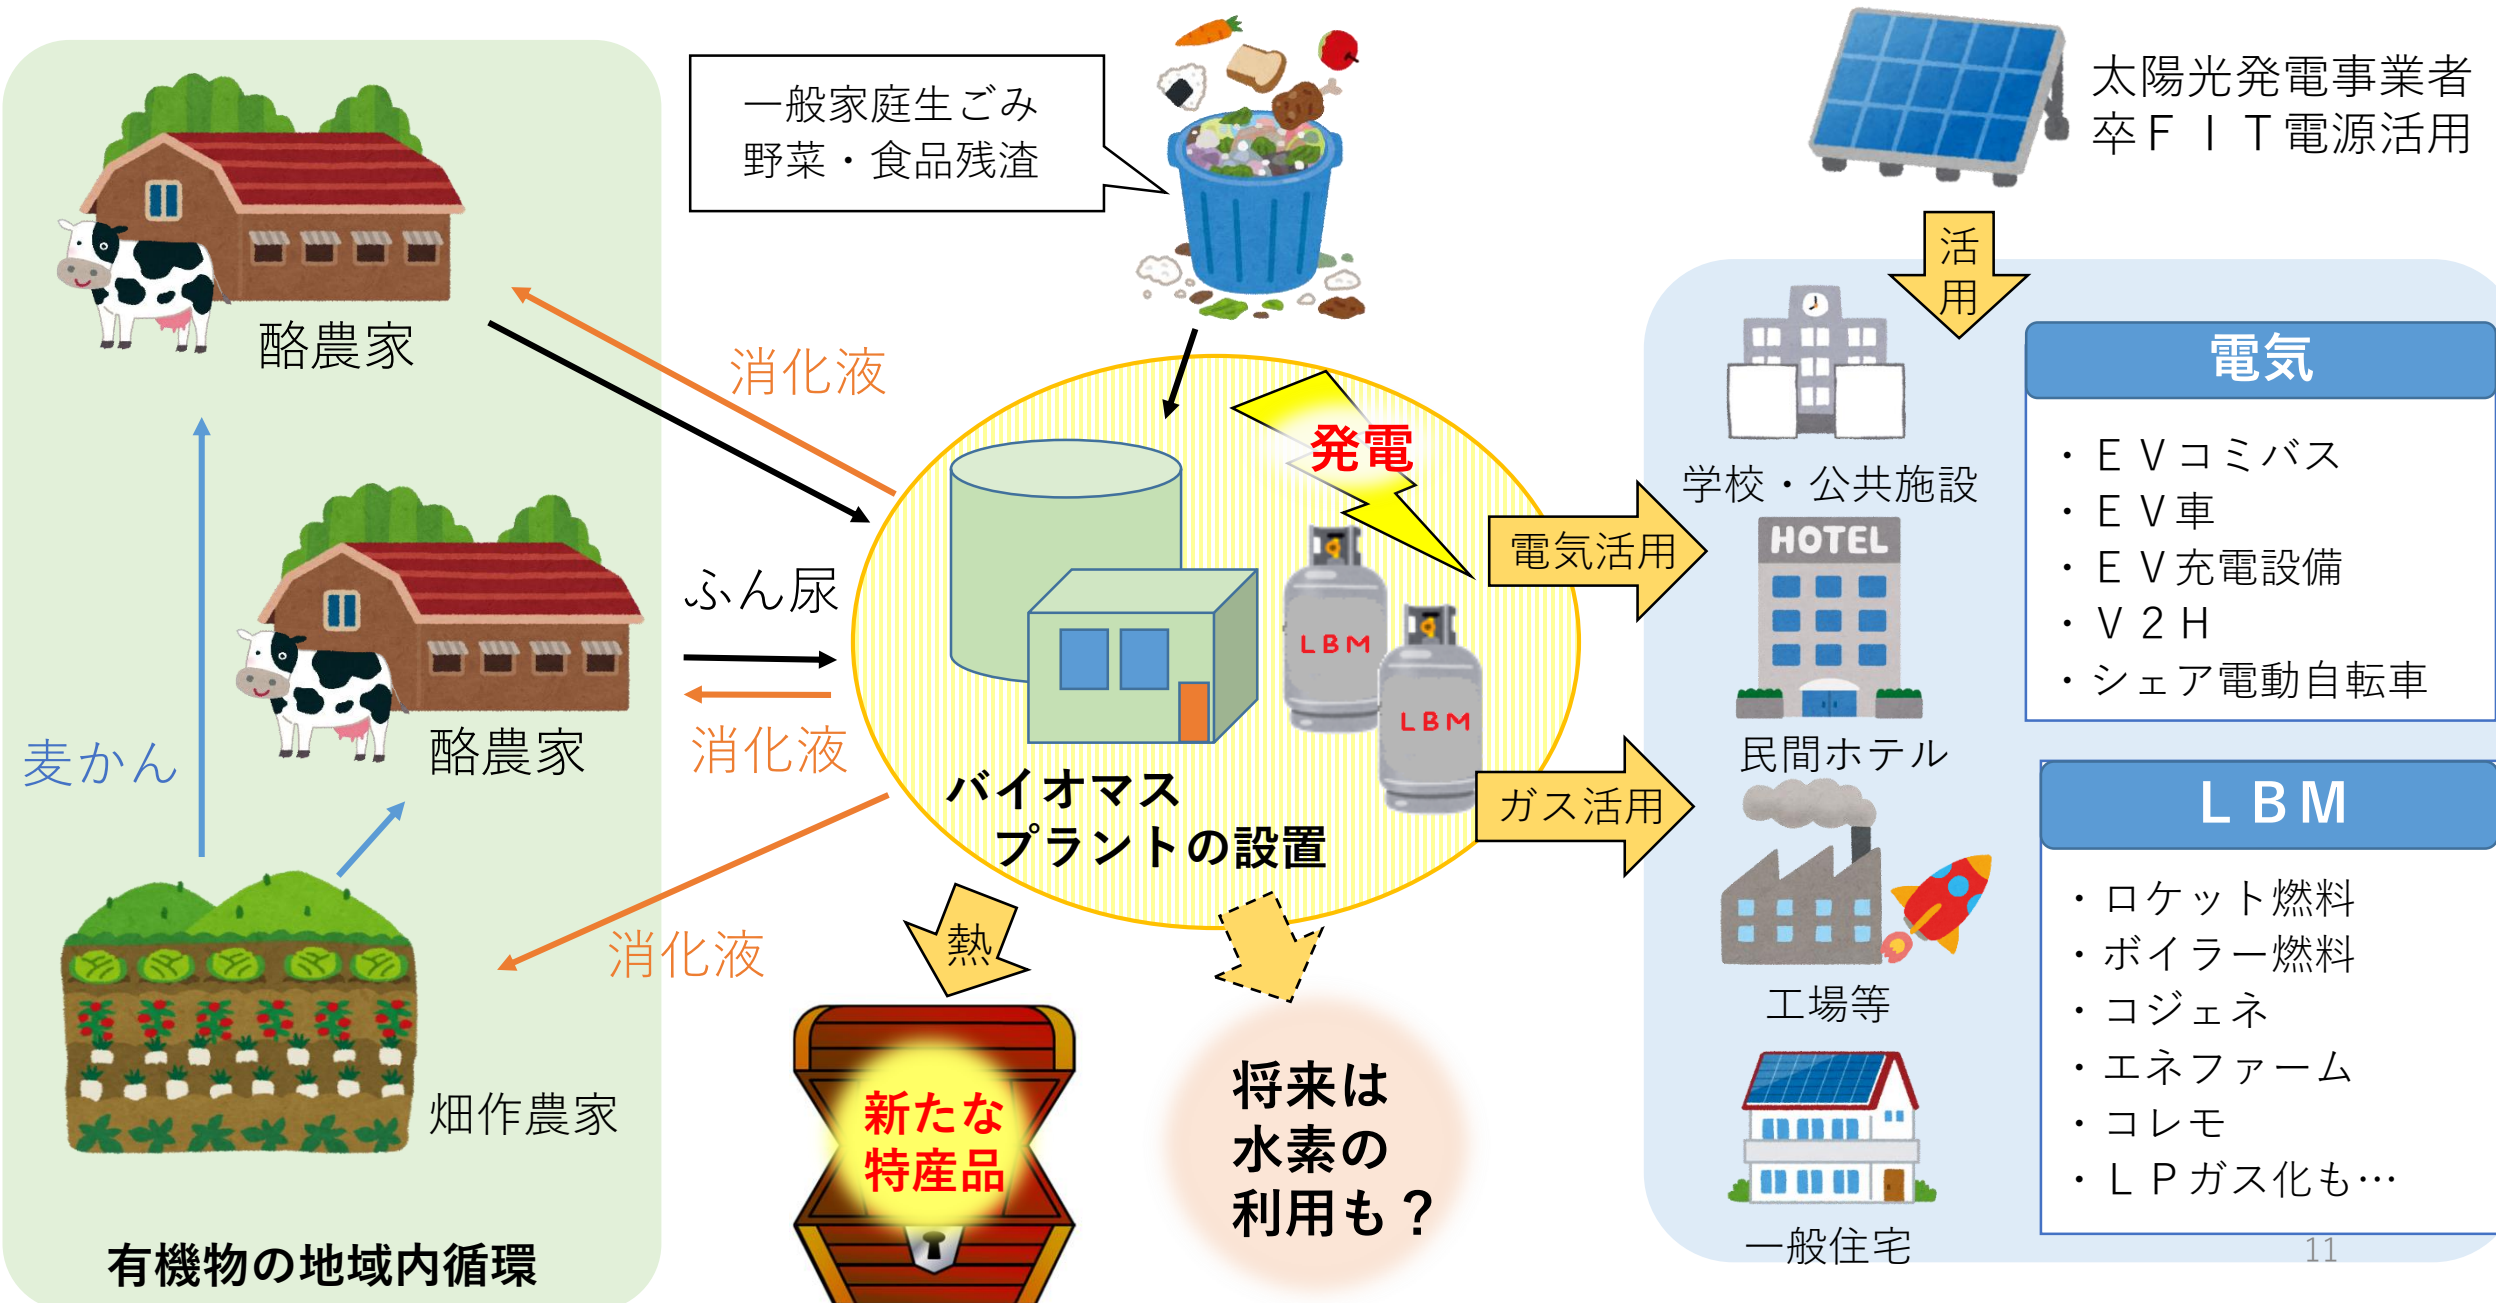 一般家庭生ごみ
野菜・食品残渣
太陽光発電事業者
卒ＦＩＴ電源活用
活用
酪農家
消化液
ふん尿
消化液
酪農家
麦かん
消化液
畑作農家
有機物の地域内循環
発電
LBM
LBM
バイオマス
プラントの設置
熱
新たな
特産品
将来は
水素の
利用も？
電気活用
ガス活用
学校・公共施設
HOTEL
民間ホテル
工場等
一般住宅
電気
・ＥＶコミバス
・ＥＶ車
・ＥＶ充電設備
・Ｖ２Ｈ
・シェア電動自転車
ＬＢＭ
・ロケット燃料
・ボイラー燃料
・コジェネ
・エネファーム
・コレモ
・ＬＰガス化も…
11